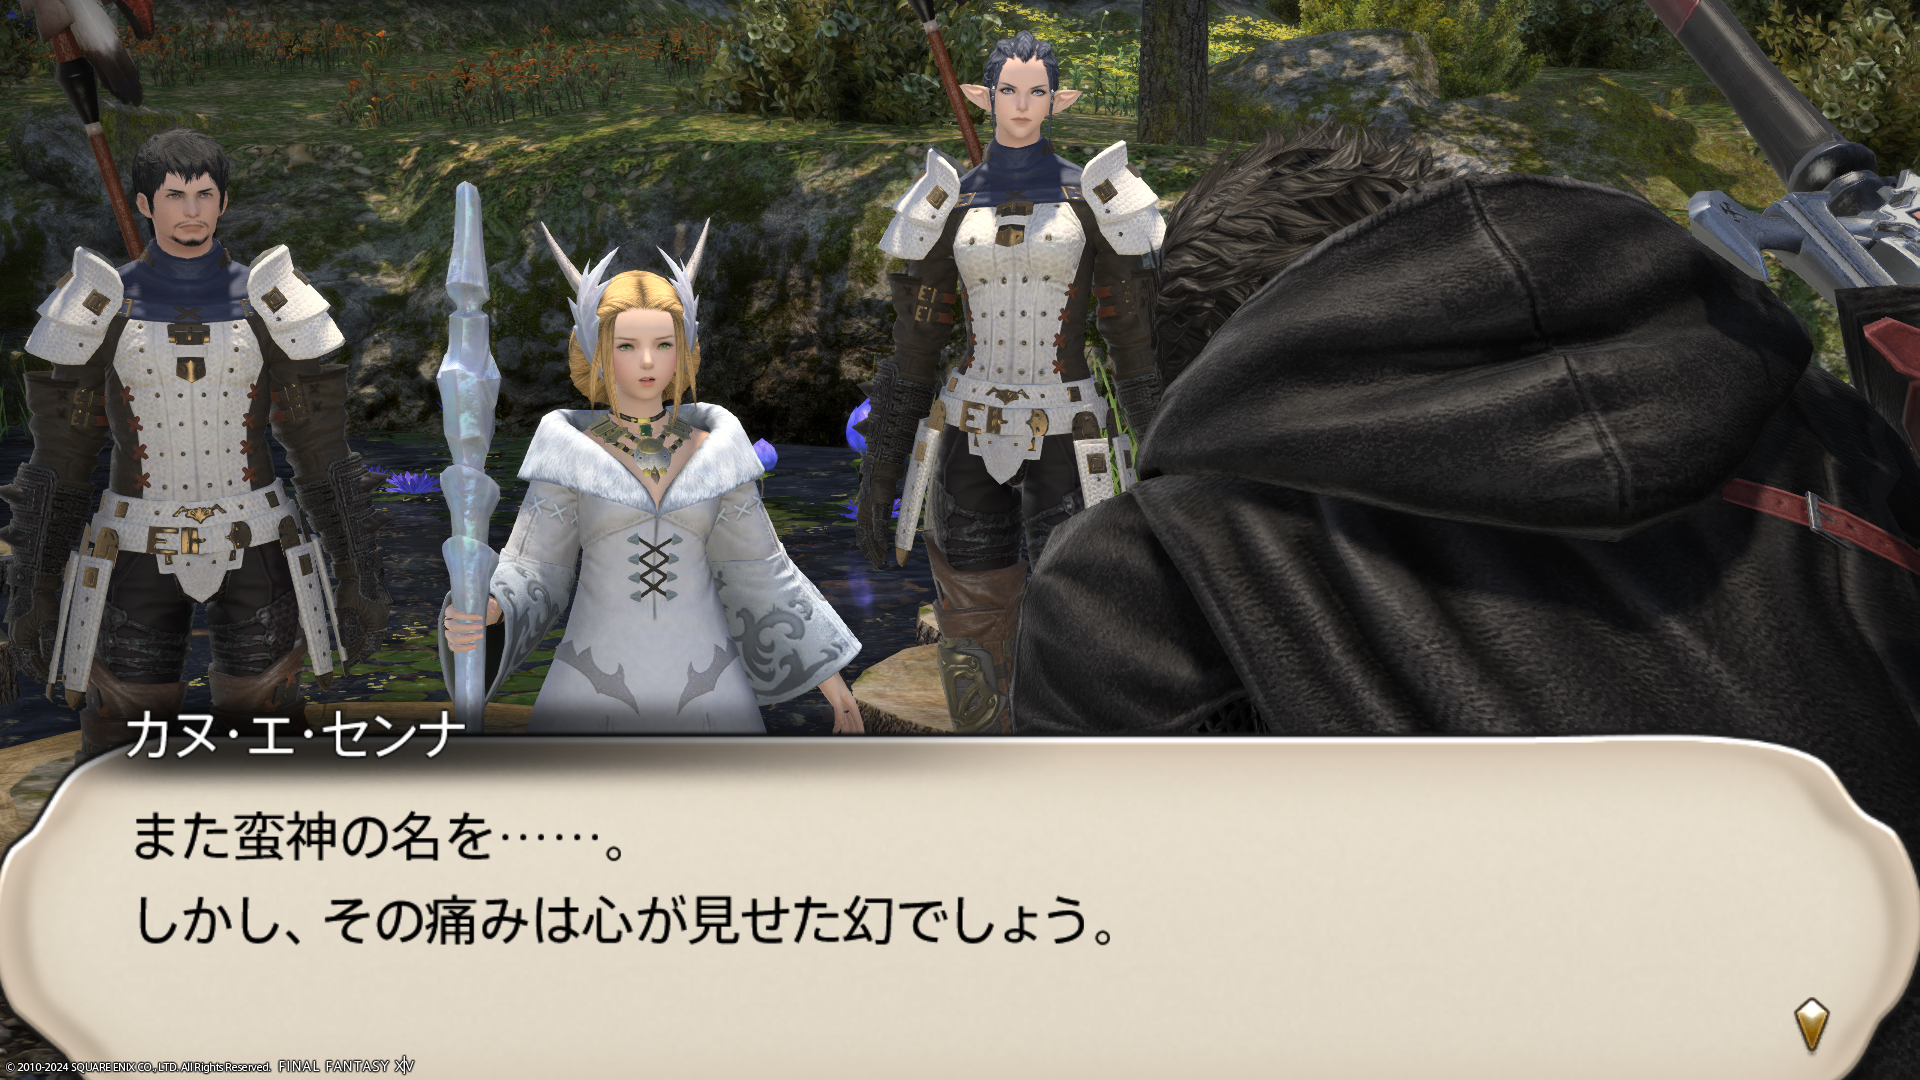 カヌ・エ・センナ
また蛮神の名を……。
しかし、その痛みは心が見せた幻でしょう。
© 2010-2024 SQUARE ENIX CO., LTD. All Rights Reserved. FINAL FANTASY XIV